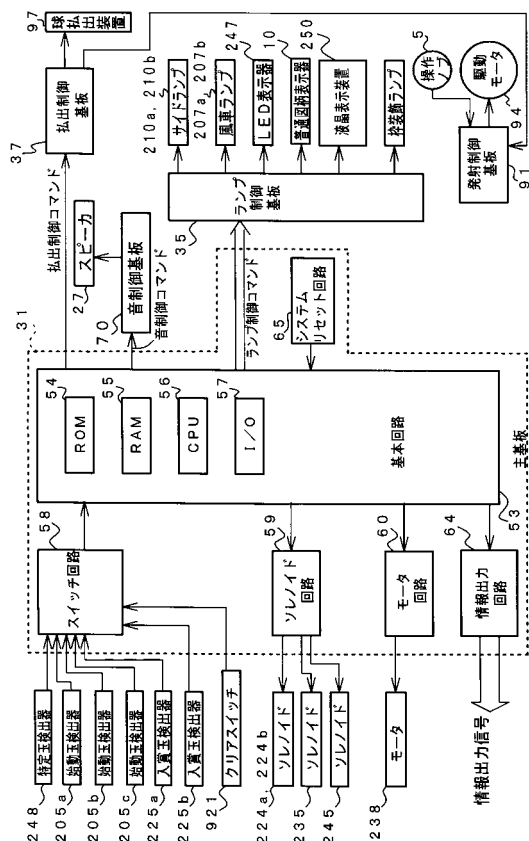 特定玉検出器
248
始動玉検出器
205a
始動玉検出器
205b
始動玉検出器
205c
入賞玉検出器
225a
入賞玉検出器
225b
クリアスイッチ
921
スイッチ回路
58
ソレノイド
224a, 224b
ソレノイド
235
ソレノイド
245
ソレノイド
回路
59
モータ
238
モータ
回路
60
情報出力
回路
64
情報出力信号
31
ROM
54
RAM
55
CPU
56
I/O
57
基本回路
53
主基板
システム
リセット回路
65
払出制御コマンド
音制御コマンド
ランプ制御コマンド
スピーカ
27
音制御基板
70
払出制御
基板
37
球払出装置
97
ランプ
制御
基板
35
サイドランプ
210a, 210b
風車ランプ
207a, 207b
LED表示器
247
普通図柄表示器
10
液晶表示装置
250
枠装飾ランプ
操作
ノブ
5
駆動
モータ
94
発射制御
基板
91